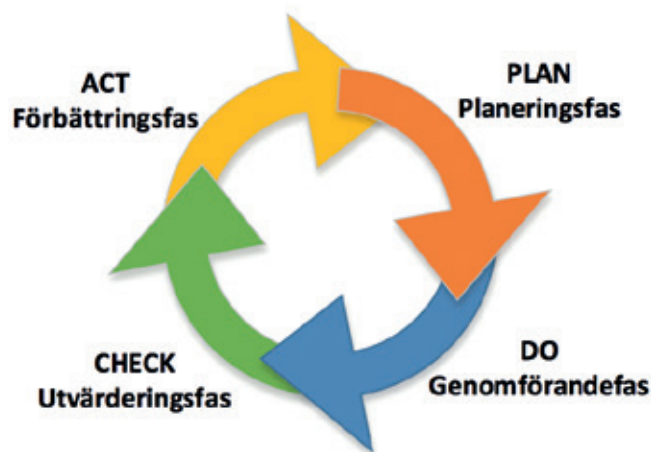 ACT
Förbättringsfas
PLAN
Planeringsfas
CHECK
Utvärderingsfas
DO
Genomförandefas